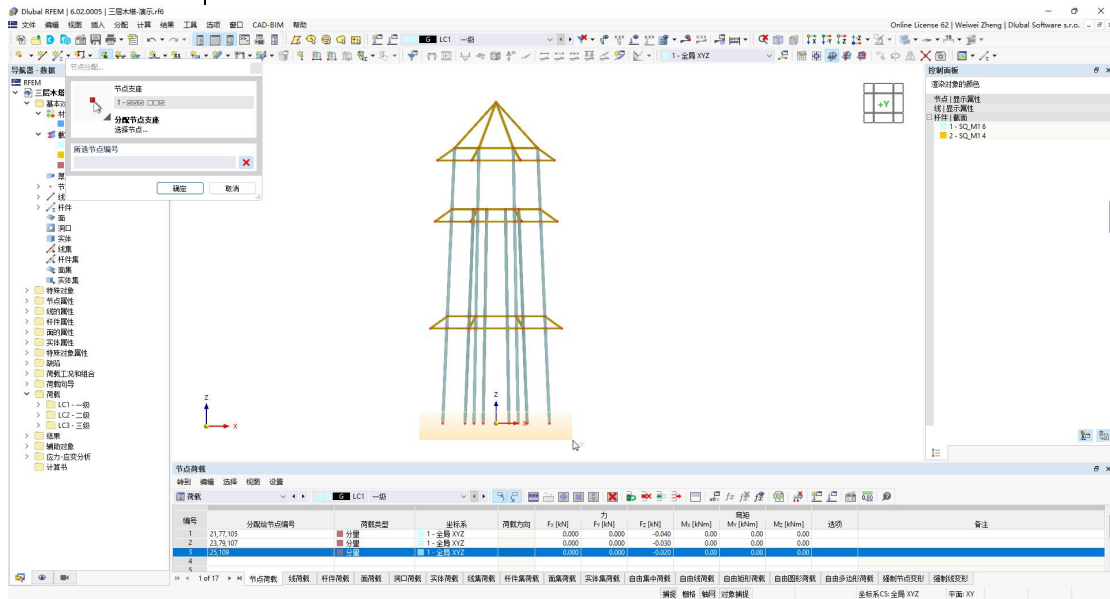 Dlubal RFEM | 6.02.0005 | 三层木塔-演示.rf6
文件 编辑 视图 插入 分配 计算 结果 工具 选项 窗口 CAD-BIM 帮助
Online License 62 | Weiwei Zheng | Dlubal Software s.r.o.
G LC1 一级
1 - 全局 XYZ
导航器 - 数据
RFEM
三层木塔
基本对
材
截
厚
节
线
杆件
面
洞口
实体
线集
杆件集
面集
实体集
特殊对象
节点属性
线的属性
杆件属性
面的属性
实体属性
特殊对象属性
缺陷
荷载工况和组合
荷载向导
荷载
LC1 - 一级
LC2 - 二级
LC3 - 三级
结果
辅助对象
应力-应变分析
计算书
节点分配...
节点支座
1 -
分配节点支座
选择节点...
所选节点编号
确定 取消
+Y
Z
X
Z
X
控制面板
渲染对象的颜色
节点 | 显示属性
线 | 显示属性
杆件 | 截面
1 - SQ_M1 6
2 - SQ_M1 4
节点荷载
转到 编辑 选择 视图 设置
荷载 G LC1 一级
编号 分配给节点编号 荷载类型 坐标系 荷载方向 力 弯矩 选项 备注
Fx [kN] Fy [kN] Fz [kN] Mx [kNm] My [kNm] Mz [kNm]
1 21,77,105 分量 1 - 全局 XYZ 0.000 0.000 -0.040 0.00 0.00 0.00
2 23,79,107 分量 1 - 全局 XYZ 0.000 0.000 -0.030 0.00 0.00 0.00
3 25,109 分量 1 - 全局 XYZ 0.000 0.000 -0.020 0.00 0.00 0.00
4
5
1 of 17 节点荷载 线荷载 杆件荷载 面荷载 洞口荷载 实体荷载 线集荷载 杆件集荷载 面集荷载 实体集荷载 自由集中荷载 自由线荷载 自由矩形荷载 自由圆形荷载 自由多边形荷载 强制节点变形 强制线变形
捕捉 栅格 轴网 对象捕捉 坐标系CS: 全局 XYZ 平面: XY